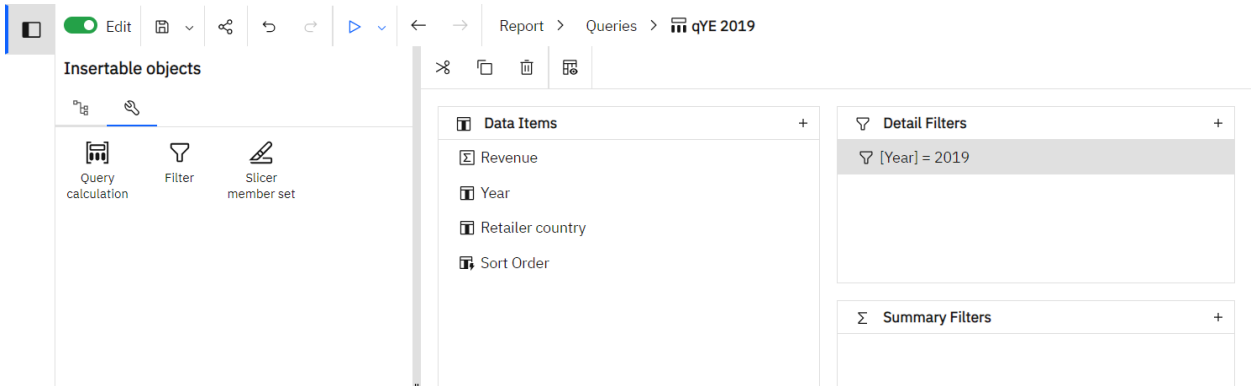 Edit
Report > Queries > qYE 2019
Insertable objects
Query calculation
Filter
Slicer member set
Data Items +
Revenue
Year
Retailer country
Sort Order
Detail Filters +
[Year] = 2019
Summary Filters +